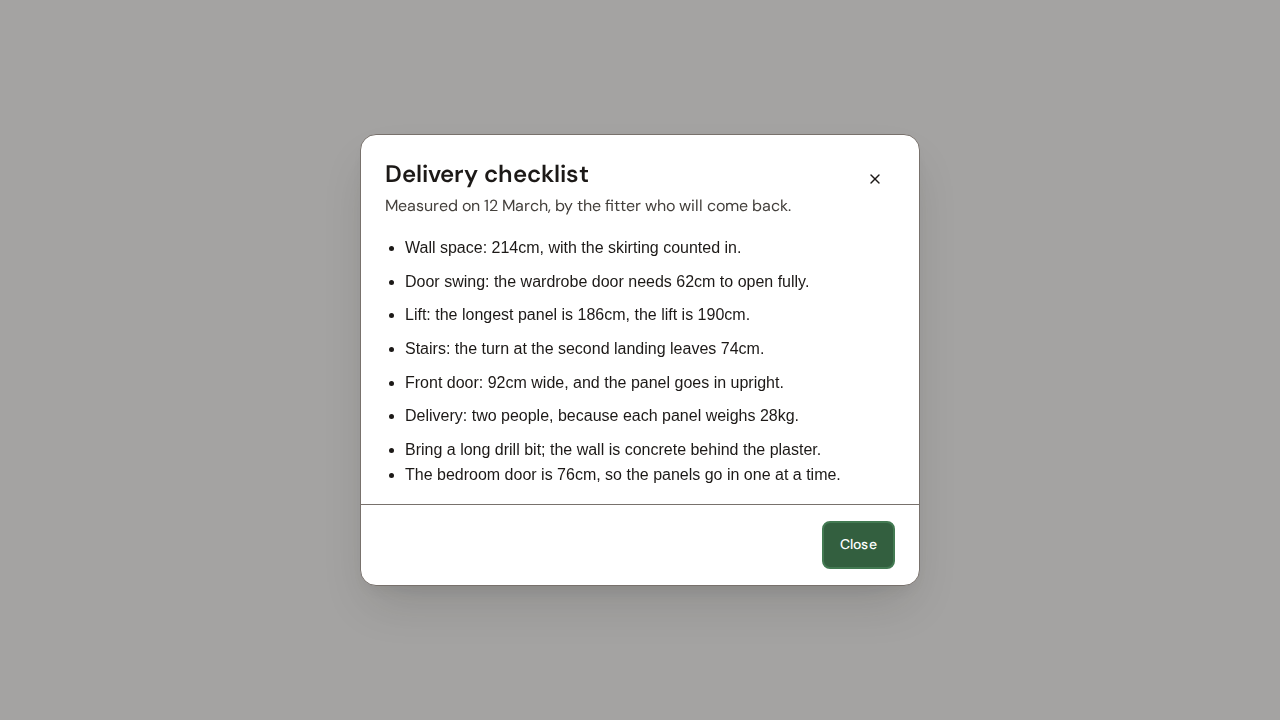 Delivery checklist
×
Measured on 12 March, by the fitter who will come back.
• Wall space: 214cm, with the skirting counted in.
• Door swing: the wardrobe door needs 62cm to open fully.
• Lift: the longest panel is 186cm, the lift is 190cm.
• Stairs: the turn at the second landing leaves 74cm.
• Front door: 92cm wide, and the panel goes in upright.
• Delivery: two people, because each panel weighs 28kg.
• Bring a long drill bit; the wall is concrete behind the plaster.
• The bedroom door is 76cm, so the panels go in one at a time.
Close